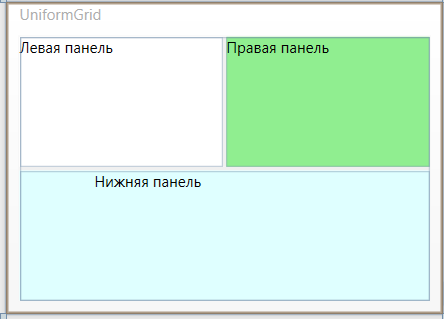 UniformGrid
Левая панель
Правая панель
Нижняя панель